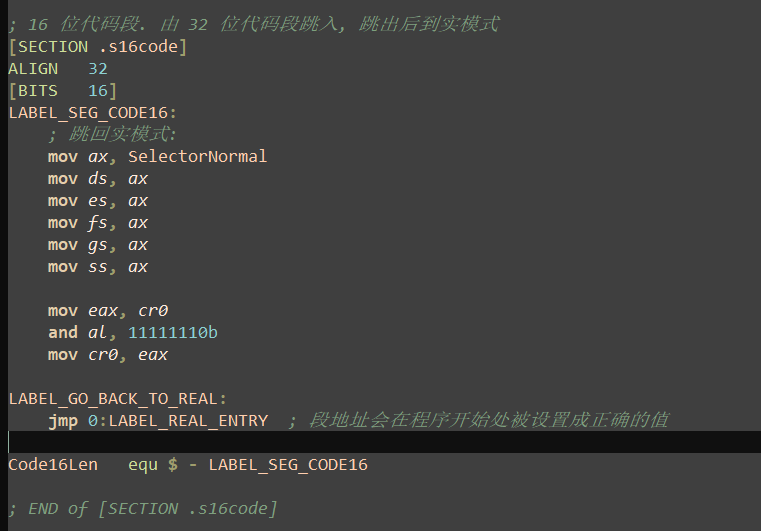 ; 16 位代码段. 由 32 位代码段跳入, 跳出后到实模式
[SECTION .s16code]
ALIGN   32
[BITS   16]
LABEL_SEG_CODE16:
    ; 跳回实模式:
    mov ax, SelectorNormal
    mov ds, ax
    mov es, ax
    mov fs, ax
    mov gs, ax
    mov ss, ax

    mov eax, cr0
    and al, 11111110b
    mov cr0, eax

LABEL_GO_BACK_TO_REAL:
    jmp 0:LABEL_REAL_ENTRY  ; 段地址会在程序开始处被设置成正确的值

Code16Len   equ $ - LABEL_SEG_CODE16

; END of [SECTION .s16code]